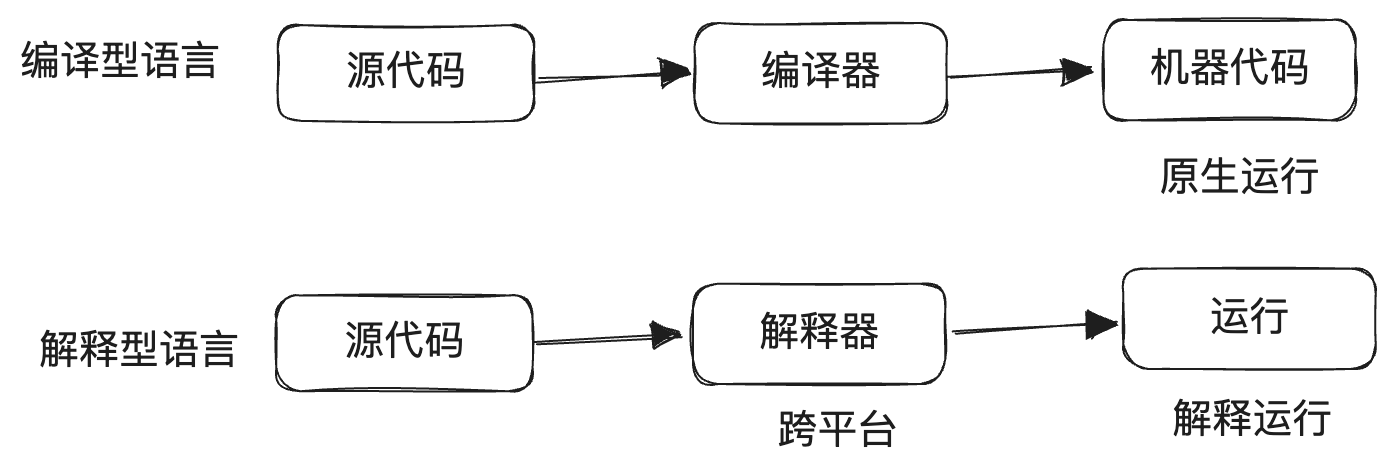 编译型语言
源代码
编译器
机器代码
原生运行
解释型语言
源代码
解释器
运行
跨平台
解释运行